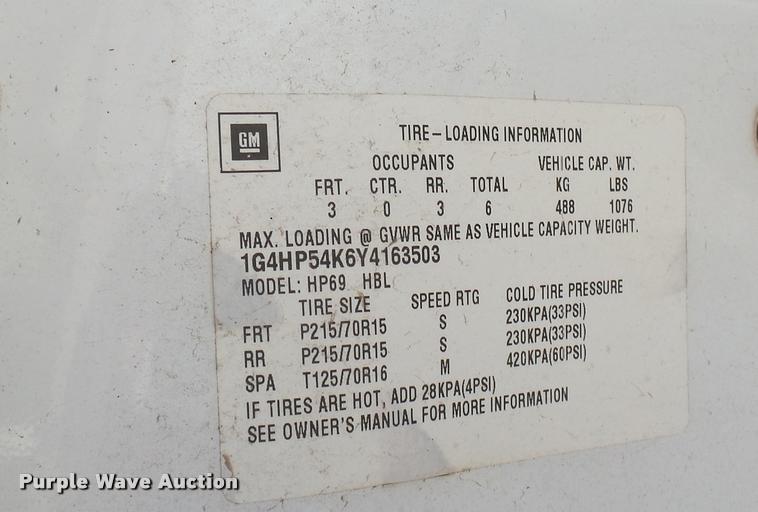 GM
TIRE-LOADING INFORMATION
OCCUPANTS VEHICLE CAP. WT.
FRT. CTR. RR. TOTAL KG LBS
3 0 3 6 488 1076
MAX. LOADING @ GVWR SAME AS VEHICLE CAPACITY WEIGHT.
1G4HP54K6Y4163503
MODEL: HP69 HBL
TIRE SIZE SPEED RTG COLD TIRE PRESSURE
FRT P215/70R15 S 230KPA(33PSI)
RR P215/70R15 S 230KPA(33PSI)
SPA T125/70R16 M 420KPA(60PSI)
IF TIRES ARE HOT, ADD 28KPA(4PSI)
SEE OWNER'S MANUAL FOR MORE INFORMATION
Purple Wave Auction